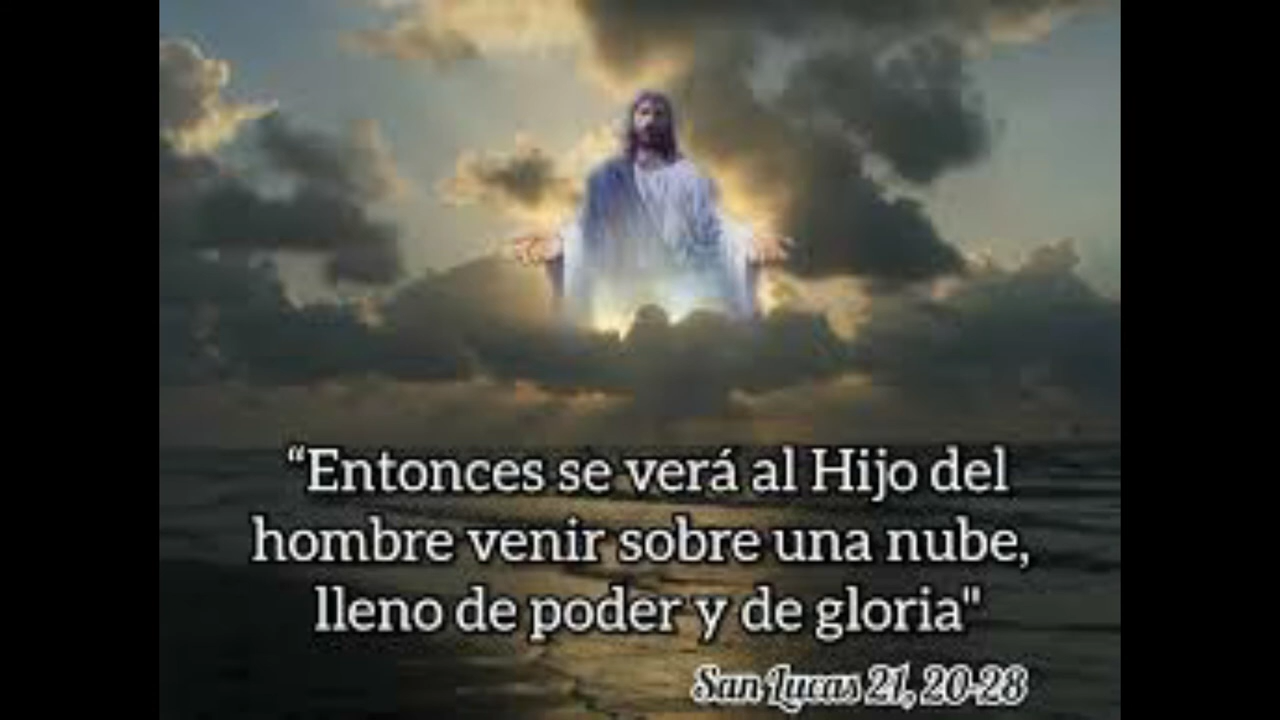 “Entonces se verá al Hijo del
hombre venir sobre una nube,
lleno de poder y de gloria"
San Lucas 21, 20-28